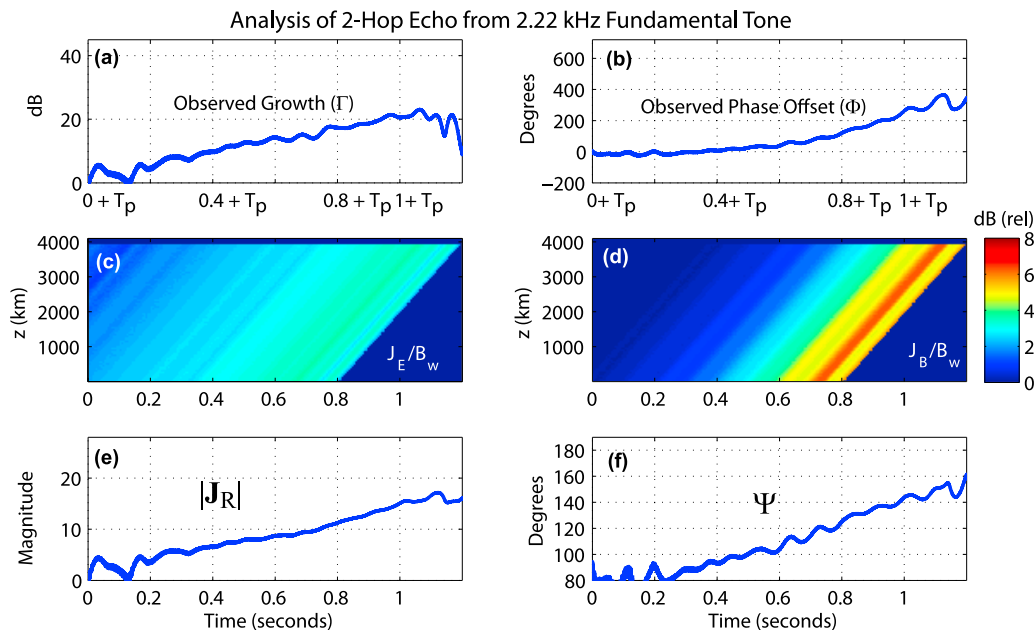 Analysis of 2-Hop Echo from 2.22 kHz Fundamental Tone
(a)
40
20
0
dB
Observed Growth (Γ)
0 + Tp 0.4 + Tp 0.8 + Tp 1+ Tp
(b)
600
400
200
0
−200
Degrees
Observed Phase Offset (Φ)
0+ Tp 0.4+ Tp 0.8+ Tp 1+ Tp
(c)
4000
3000
2000
1000
z (km)
J_E/B_w
0 0.2 0.4 0.6 0.8 1
(d)
4000
3000
2000
1000
z (km)
J_B/B_w
0 0.2 0.4 0.6 0.8 1
dB (rel)
8
6
4
2
0
(e)
20
10
0
Magnitude
|J_R|
0 0.2 0.4 0.6 0.8 1
Time (seconds)
(f)
180
160
140
120
100
80
Degrees
Ψ
0 0.2 0.4 0.6 0.8 1
Time (seconds)